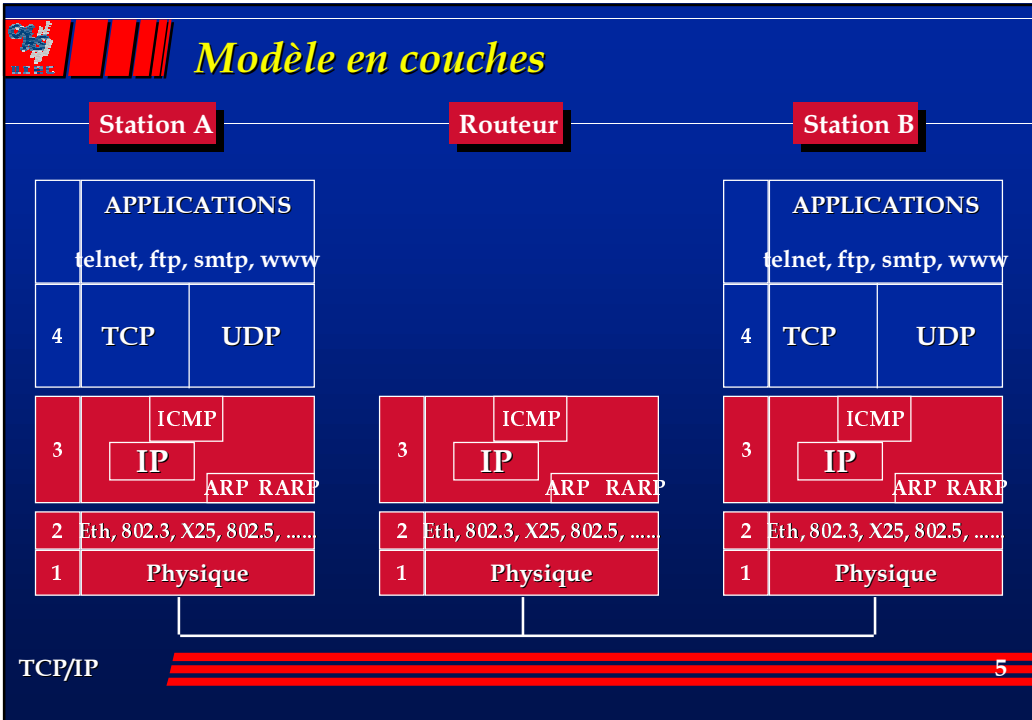 Modèle en couches
Station A
Routeur
Station B
APPLICATIONS
telnet, ftp, smtp, www
4 TCP UDP
3
ICMP
IP
ARP RARP
2 Eth, 802.3, X25, 802.5, ......
1 Physique
3
ICMP
IP
ARP RARP
2 Eth, 802.3, X25, 802.5, ......
1 Physique
APPLICATIONS
telnet, ftp, smtp, www
4 TCP UDP
3
ICMP
IP
ARP RARP
2 Eth, 802.3, X25, 802.5, ......
1 Physique
TCP/IP
5